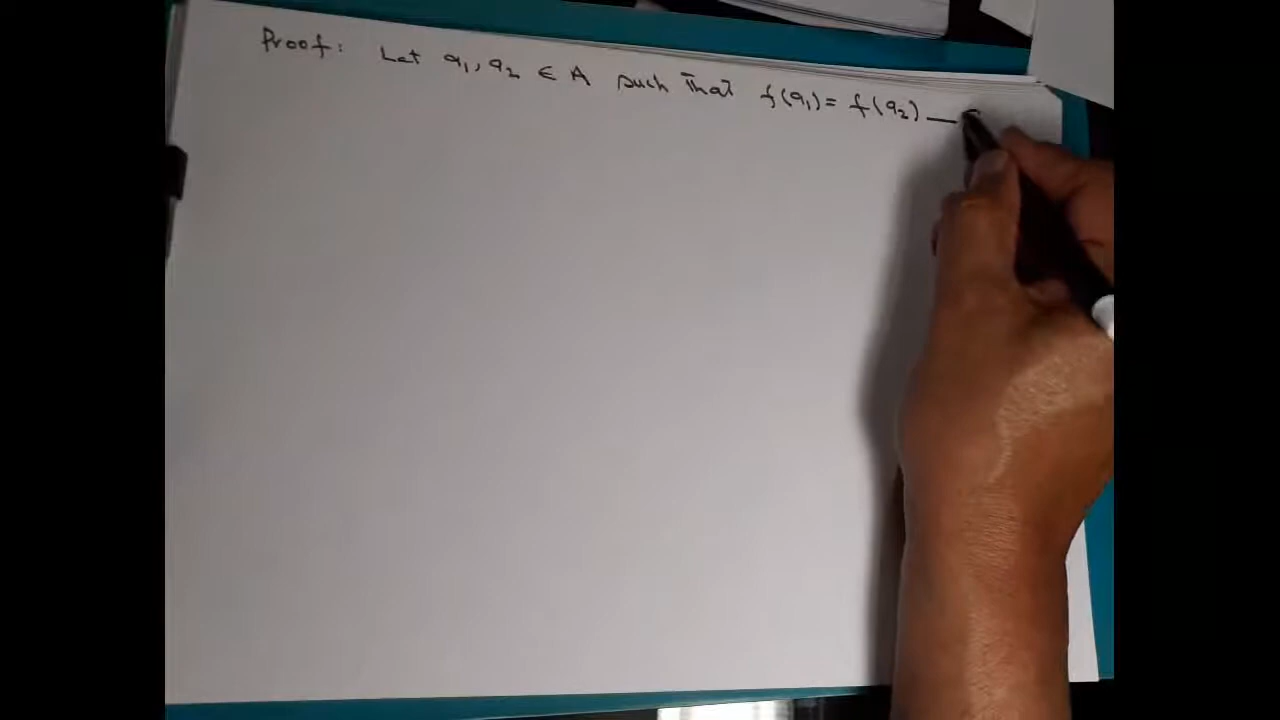 Proof: Let a₁, a₂ ∈ A such that f(a₁) = f(a₂) —